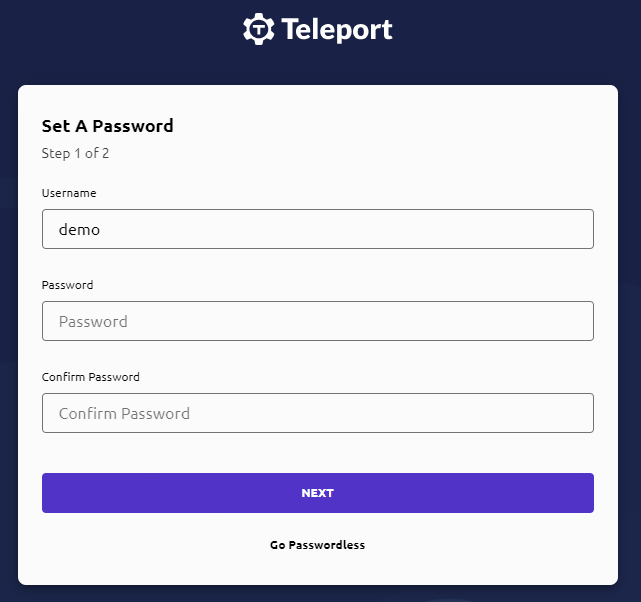 Teleport
Set A Password
Step 1 of 2
Username
demo
Password
Password
Confirm Password
Confirm Password
NEXT
Go Passwordless